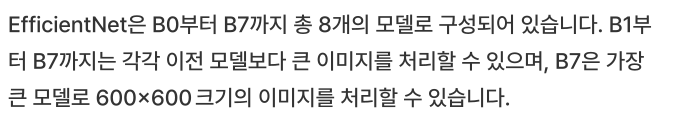 EfficientNet은 B0부터 B7까지 총 8개의 모델로 구성되어 있습니다. B1부
터 B7까지는 각각 이전 모델보다 큰 이미지를 처리할 수 있으며, B7은 가장
큰 모델로 600×600 크기의 이미지를 처리할 수 있습니다.